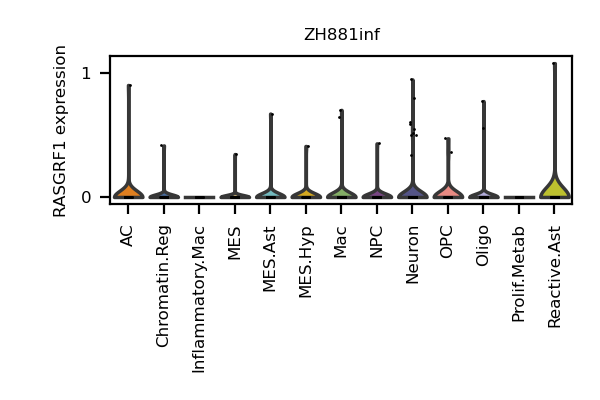 ZH881inf
RASGRF1 expression
1
0
AC
Chromatin.Reg
Inflammatory.Mac
MES
MES.Ast
MES.Hyp
Mac
NPC
Neuron
OPC
Oligo
Prolif.Metab
Reactive.Ast